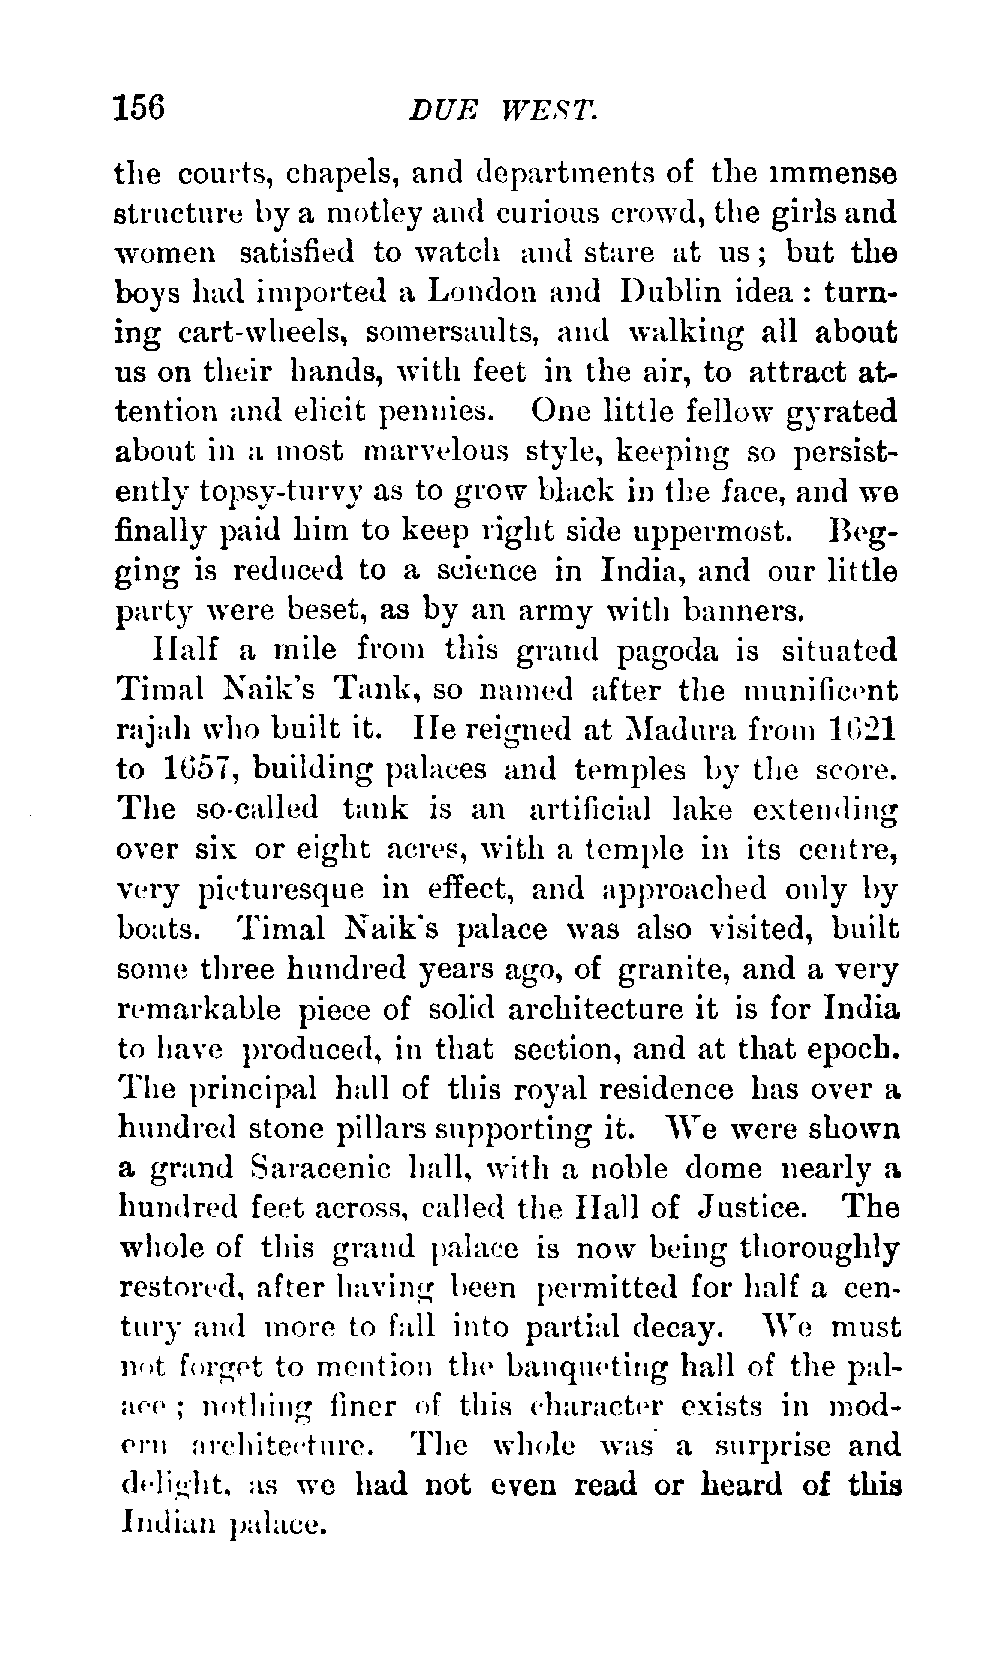 156 DUE WEST.
the courts, chapels, and departments of the immense
structure by a motley and curious crowd, the girls and
women satisfied to watch and stare at us; but the
boys had imported a London and Dublin idea: turn-
ing cart-wheels, somersaults, and walking all about
us on their hands, with feet in the air, to attract at-
tention and elicit pennies. One little fellow gyrated
about in a most marvelous style, keeping so persist-
ently topsy-turvy as to grow black in the face, and we
finally paid him to keep right side uppermost. Beg-
ging is reduced to a science in India, and our little
party were beset, as by an army with banners.
Half a mile from this grand pagoda is situated
Timal Naik's Tank, so named after the munificent
rajah who built it. He reigned at Madura from 1621
to 1657, building palaces and temples by the score.
The so-called tank is an artificial lake extending
over six or eight acres, with a temple in its centre,
very picturesque in effect, and approached only by
boats. Timal Naik's palace was also visited, built
some three hundred years ago, of granite, and a very
remarkable piece of solid architecture it is for India
to have produced, in that section, and at that epoch.
The principal hall of this royal residence has over a
hundred stone pillars supporting it. We were shown
a grand Saracenic hall, with a noble dome nearly a
hundred feet across, called the Hall of Justice. The
whole of this grand palace is now being thoroughly
restored, after having been permitted for half a cen-
tury and more to fall into partial decay. We must
not forget to mention the banqueting hall of the pal-
ace; nothing finer of this character exists in mod-
ern architecture. The whole was a surprise and
delight, as we had not even read or heard of this
Indian palace.